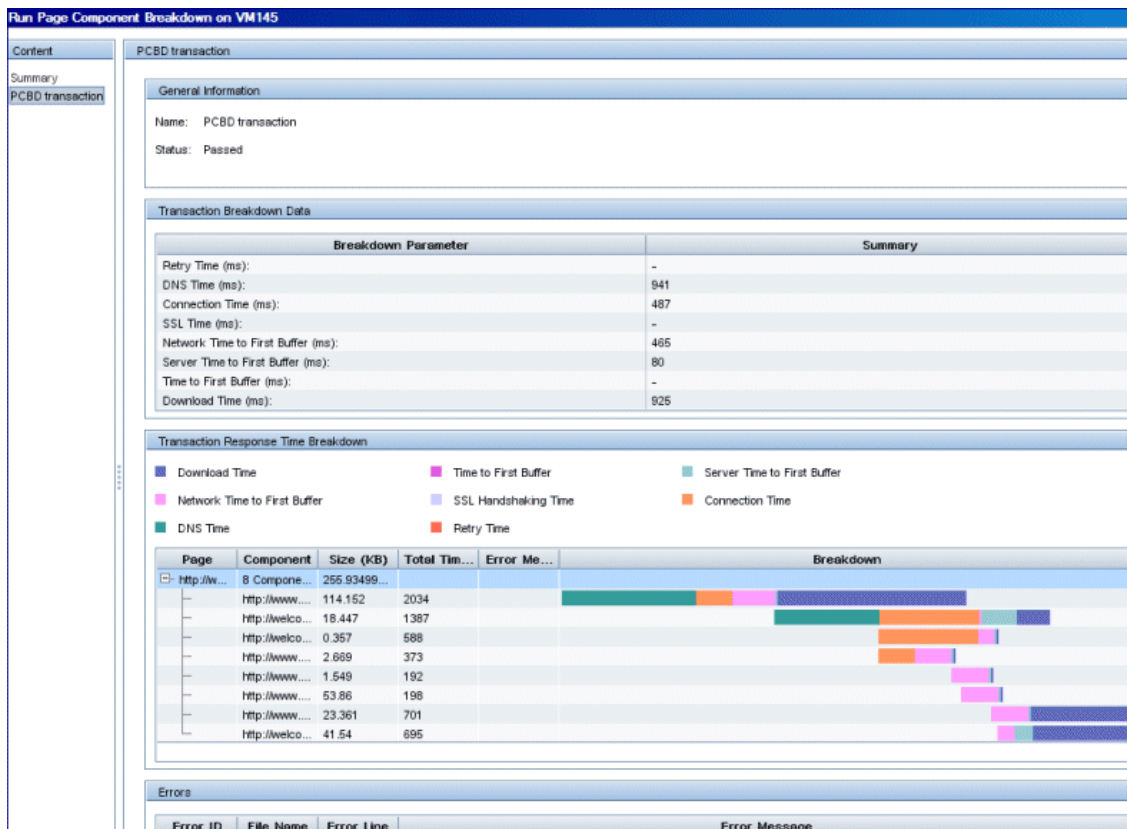 Run Page Component Breakdown on VM145
Content
Summary
PCBD transaction
PCBD transaction
General Information
Name: PCBD transaction
Status: Passed
Transaction Breakdown Data
Breakdown Parameter Summary
Retry Time (ms): -
DNS Time (ms): 941
Connection Time (ms): 487
SSL Time (ms): -
Network Time to First Buffer (ms): 465
Server Time to First Buffer (ms): 80
Time to First Buffer (ms): -
Download Time (ms): 925
Transaction Response Time Breakdown
Download Time Time to First Buffer Server Time to First Buffer
Network Time to First Buffer SSL Handshaking Time Connection Time
DNS Time Retry Time
Page Component Size (KB) Total Tim... Error Me... Breakdown
http://w... 8 Compone... 255.93499...
http://www.... 114.152 2034
http://welco... 18.447 1387
http://welco... 0.357 588
http://www.... 2.669 373
http://www.... 1.549 192
http://www.... 53.86 198
http://www.... 23.361 701
http://welco... 41.54 695
Errors
Error ID File Name Error Line Error Message